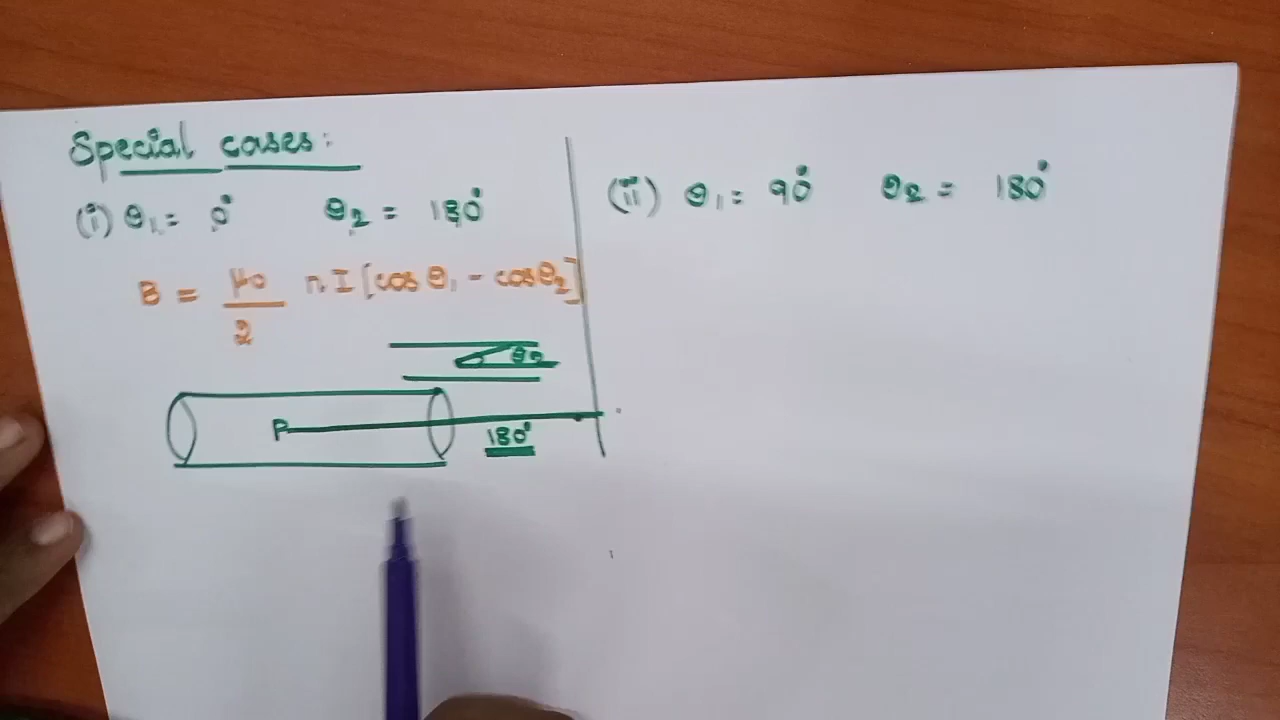 Special cases:
(i) θ₁ = 0° θ₂ = 180°
B = μ₀/2 nI [cos θ₁ - cos θ₂]
θ₂
P
180°
(ii) θ₁ = 90° θ₂ = 180°